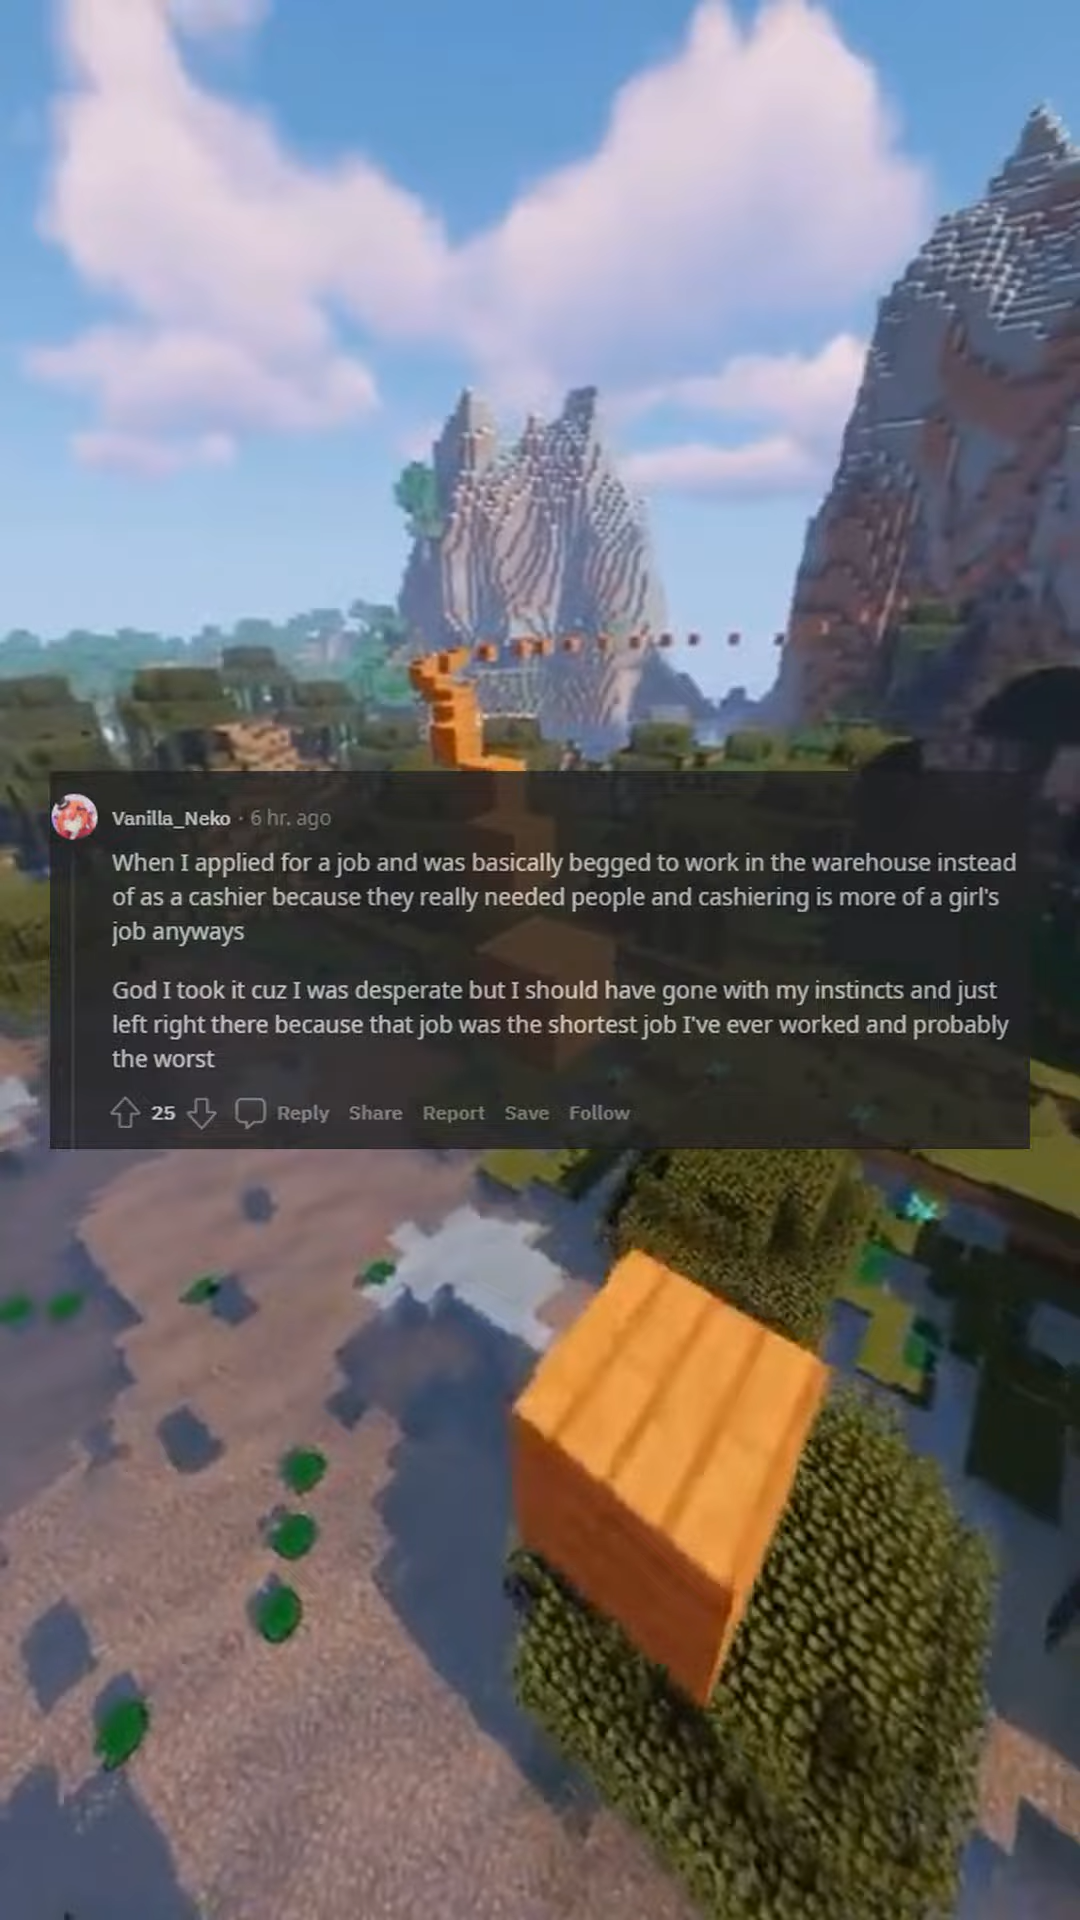 Vanilla_Neko · 6 hr. ago
When I applied for a job and was basically begged to work in the warehouse instead
of as a cashier because they really needed people and cashiering is more of a girl's
job anyways
God I took it cuz I was desperate but I should have gone with my instincts and just
left right there because that job was the shortest job I've ever worked and probably
the worst
25 Reply Share Report Save Follow